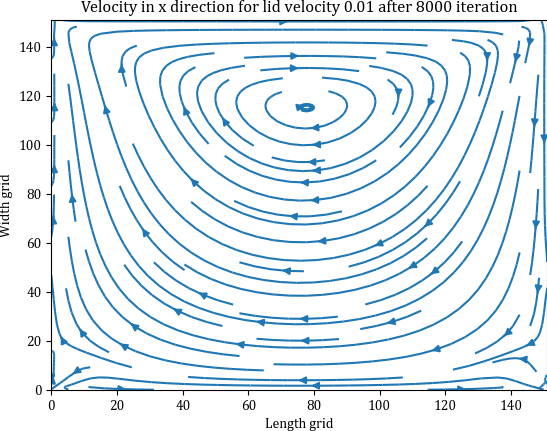 Velocity in x direction for lid velocity 0.01 after 8000 iteration
140
120
100
80
60
40
20
0
Width grid
0 20 40 60 80 100 120 140
Length grid